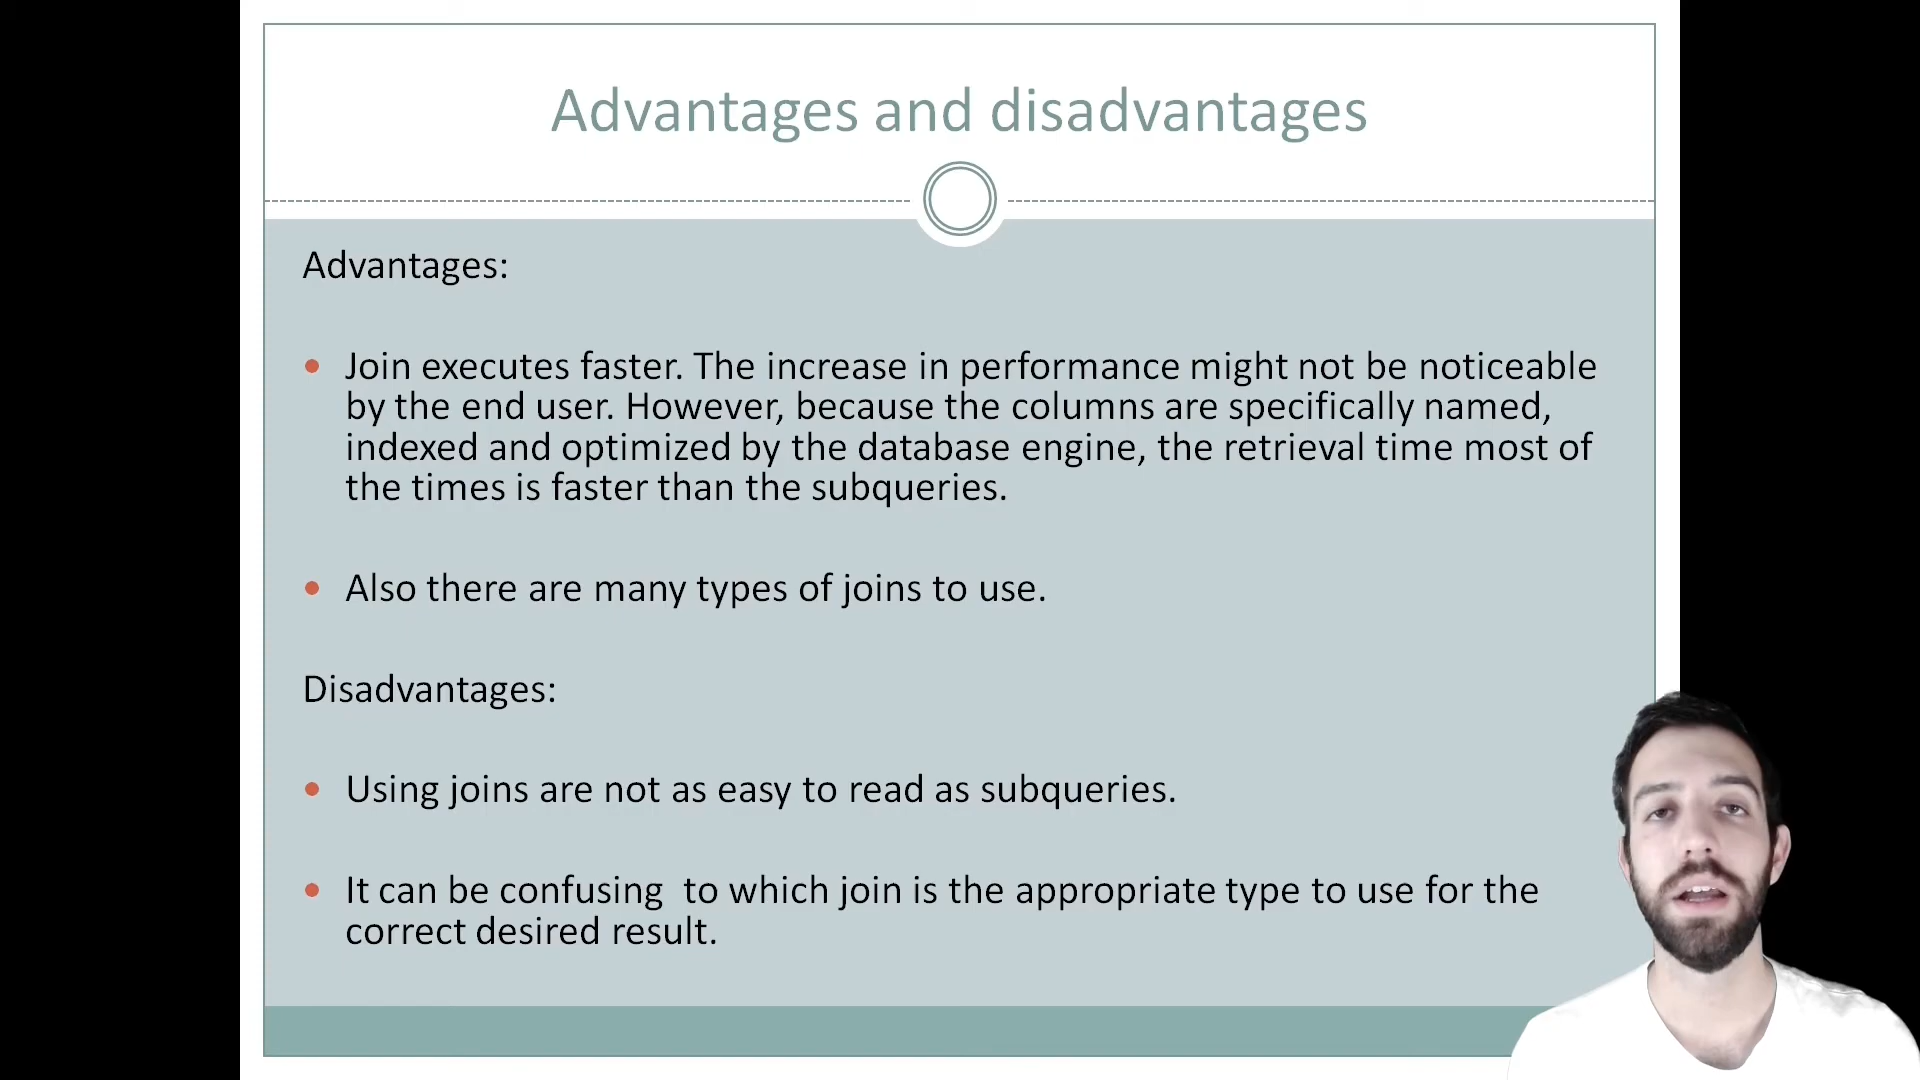 Advantages and disadvantages
Advantages:
• Join executes faster. The increase in performance might not be noticeable
by the end user. However, because the columns are specifically named,
indexed and optimized by the database engine, the retrieval time most of
the times is faster than the subqueries.
• Also there are many types of joins to use.
Disadvantages:
• Using joins are not as easy to read as subqueries.
• It can be confusing  to which join is the appropriate type to use for the
correct desired result.